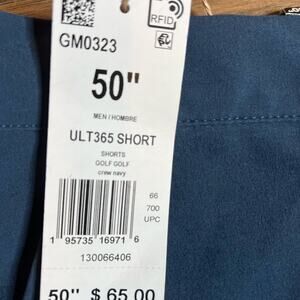 RFID
GM0323
50"
MEN / HOMBRE
ULT365 SHORT
SHORTS
GOLF GOLF
crew navy
66
700
UPC
1 95735 16971 6
130066406
50" $ 65.00